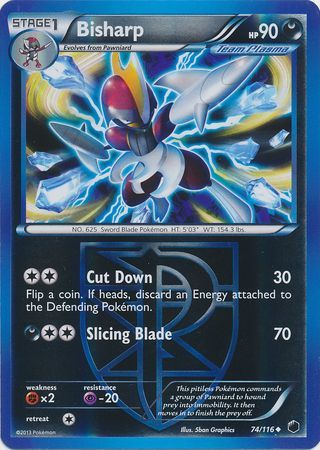 STAGE1
Bisharp
HP90
Evolves from Pawniard
Team Plasma
NO. 625 Sword Blade Pokémon HT: 5'03" WT: 154.3 lbs.
Cut Down 30
Flip a coin. If heads, discard an Energy attached to
the Defending Pokémon.
Slicing Blade 70
weakness
×2
resistance
-20
retreat
This pitiless Pokémon commands
a group of Pawniard to hound
prey into immobility. It then
moves in to finish the prey off.
©2013 Pokémon
Illus. 5ban Graphics
74/116